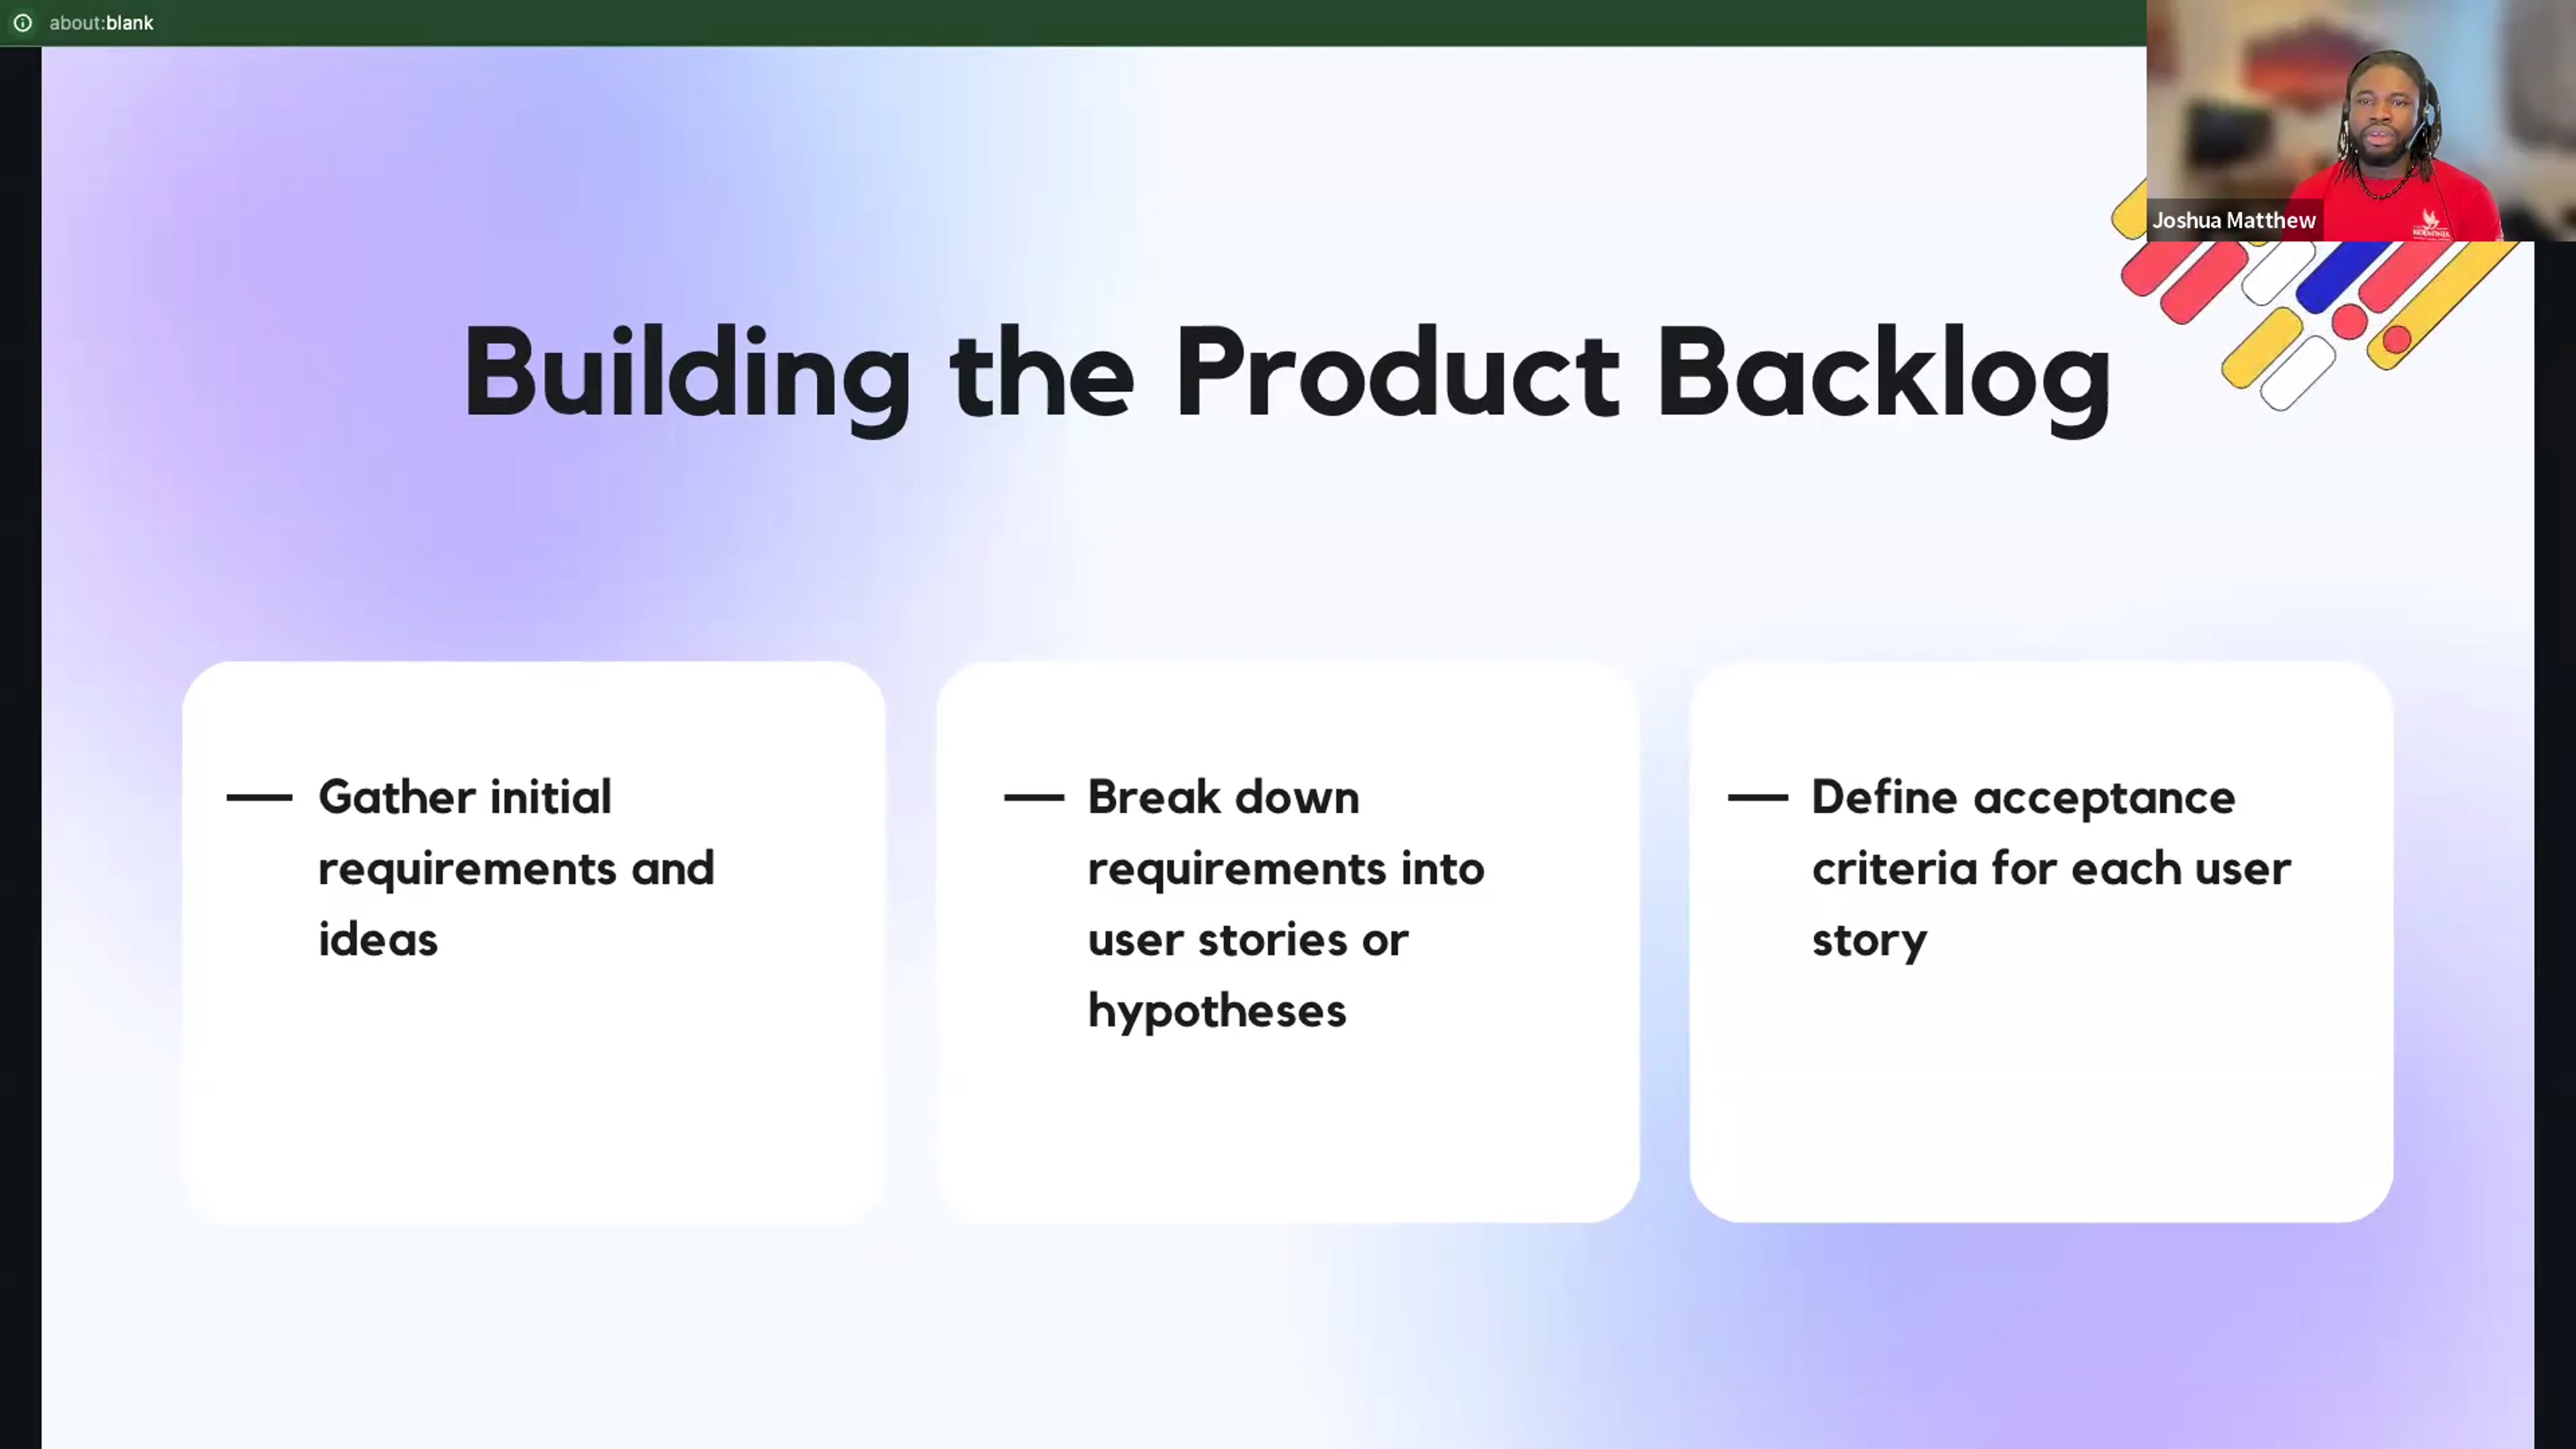 about:blank
Joshua Matthew
Building the Product Backlog
Gather initial
requirements and
ideas
Break down
requirements into
user stories or
hypotheses
Define acceptance
criteria for each user
story